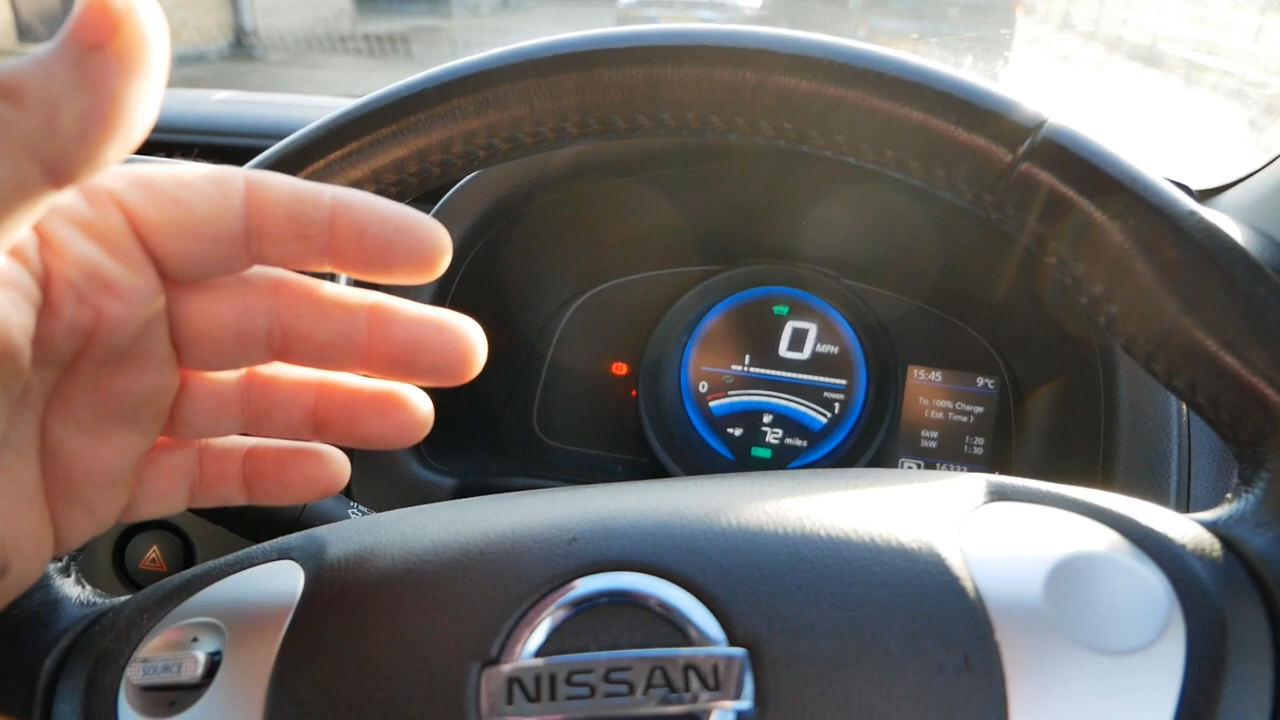 0 MPH
0
POWER
1
72 miles
15:45 9°C
To 100% Charge
( Est. Time )
6kW 1:20
3kW 1:30
P 16333
SOURCE
NISSAN